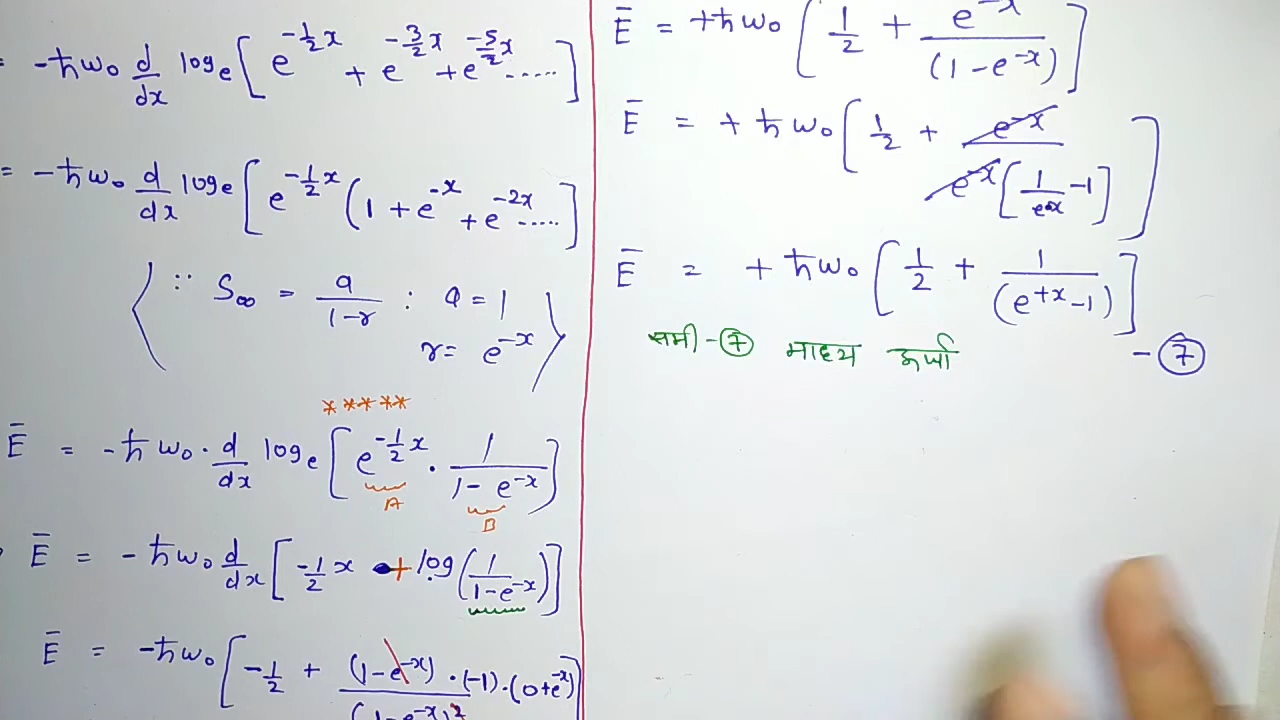 = -ℏω₀ d/dx logₑ [ e^{-1/2 x} + e^{-3/2 x} + e^{-5/2 x} ..... ]
= -ℏω₀ d/dx logₑ [ e^{-1/2 x} ( 1 + e^{-x} + e^{-2x} ..... ]
⟨ ∵ S∞ = a/(1-r) : a = 1
r = e^{-x} ⟩
*****
Ē = -ℏω₀ · d/dx logₑ [ e^{-1/2 x} · 1/(1 - e^{-x}) ]
A B
Ē = -ℏω₀ d/dx [ -1/2 x + log ( 1/(1-e^{-x}) ) ]
Ē = -ℏω₀ [ -1/2 + (1-e^{-x}) · (-1) · (0+e^{-x}) / (1-e^{-x})² ]
Ē = +ℏω₀ [ 1/2 + e^{-x}/(1-e^{-x}) ]
Ē = +ℏω₀ [ 1/2 + e^{-x} / e^{-x} [ 1/e^{-x} - 1 ] ]
Ē = +ℏω₀ [ 1/2 + 1/(e^{+x}-1) ]
- ⑦
समी - ⑦ माध्य ऊर्जा